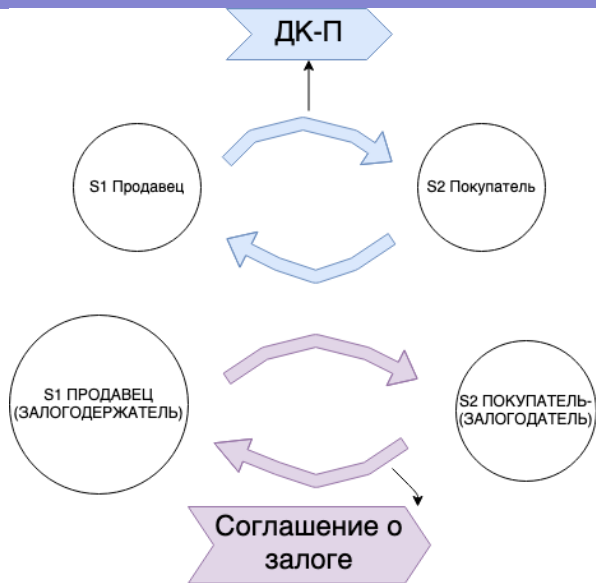 ДК-П
S1 Продавец
S2 Покупатель
S1 ПРОДАВЕЦ
(ЗАЛОГОДЕРЖАТЕЛЬ)
S2 ПОКУПАТЕЛЬ-
(ЗАЛОГОДАТЕЛЬ)
Соглашение о
залоге